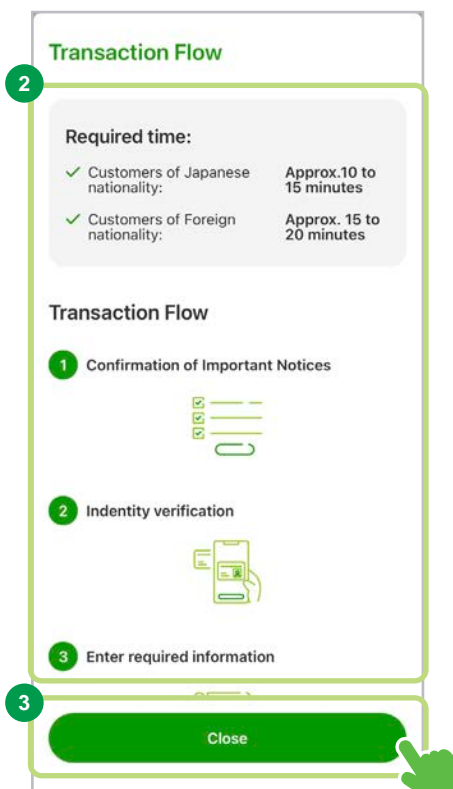 Transaction Flow
2
Required time:
Customers of Japanese nationality:
Approx.10 to 15 minutes
Customers of Foreign nationality:
Approx. 15 to 20 minutes
Transaction Flow
1 Confirmation of Important Notices
2 Indentity verification
3 Enter required information
3
Close